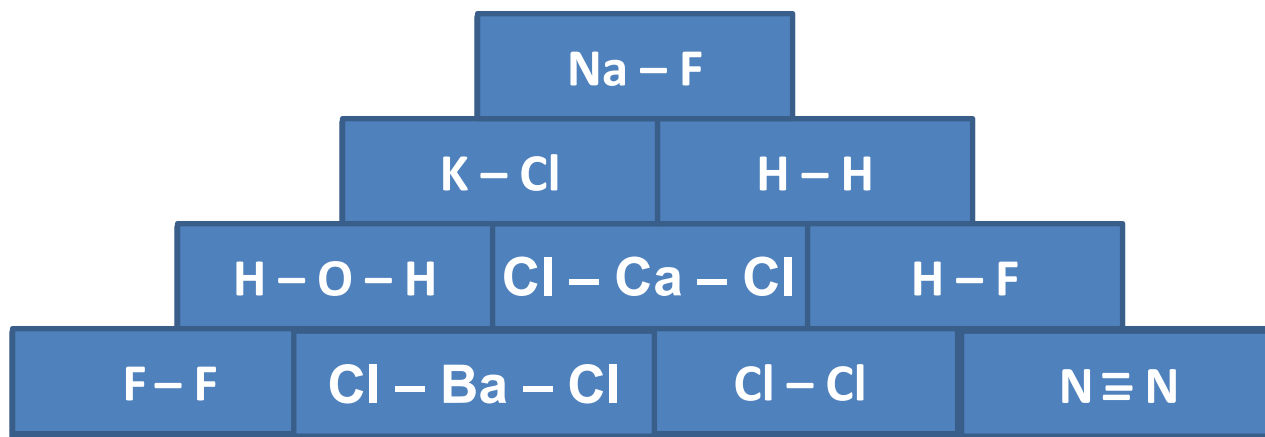 Na – F
K – Cl H – H
H – O – H Cl – Ca – Cl H – F
F – F Cl – Ba – Cl Cl – Cl N ≡ N